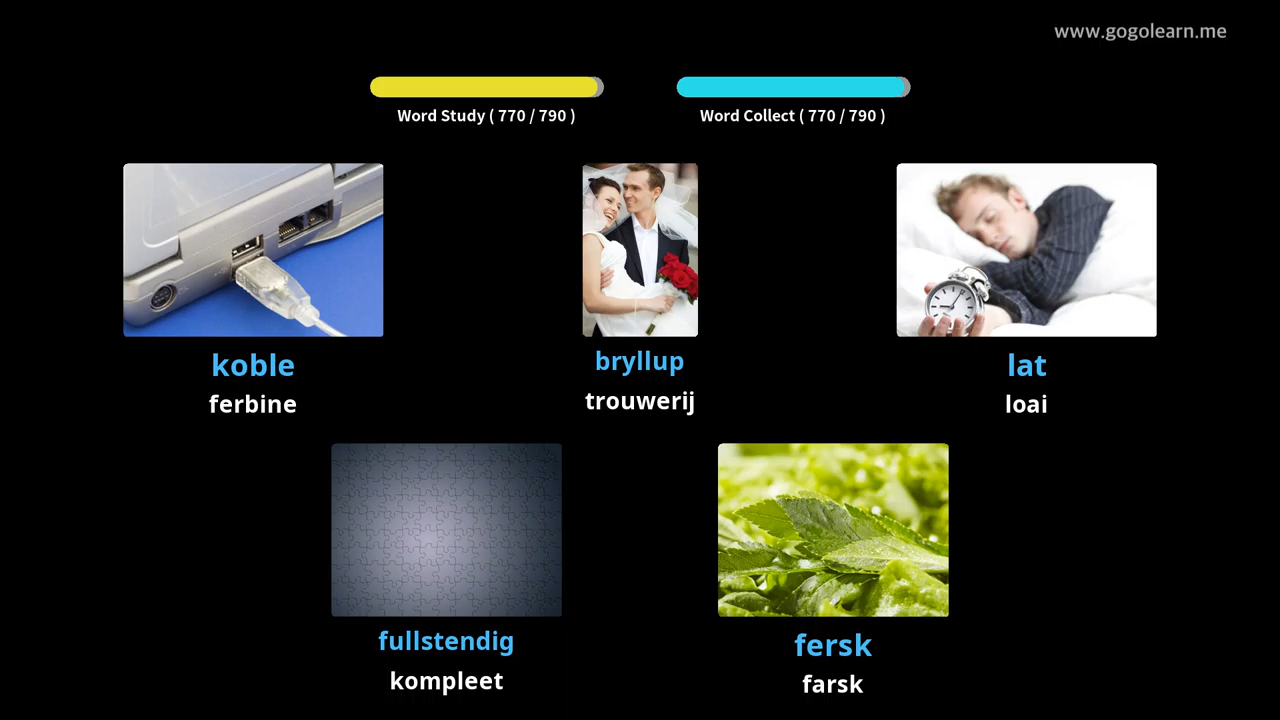 www.gogolearn.me
Word Study ( 770 / 790 )
Word Collect ( 770 / 790 )
koble
ferbine
bryllup
trouwerij
lat
loai
fullstendig
kompleet
fersk
farsk